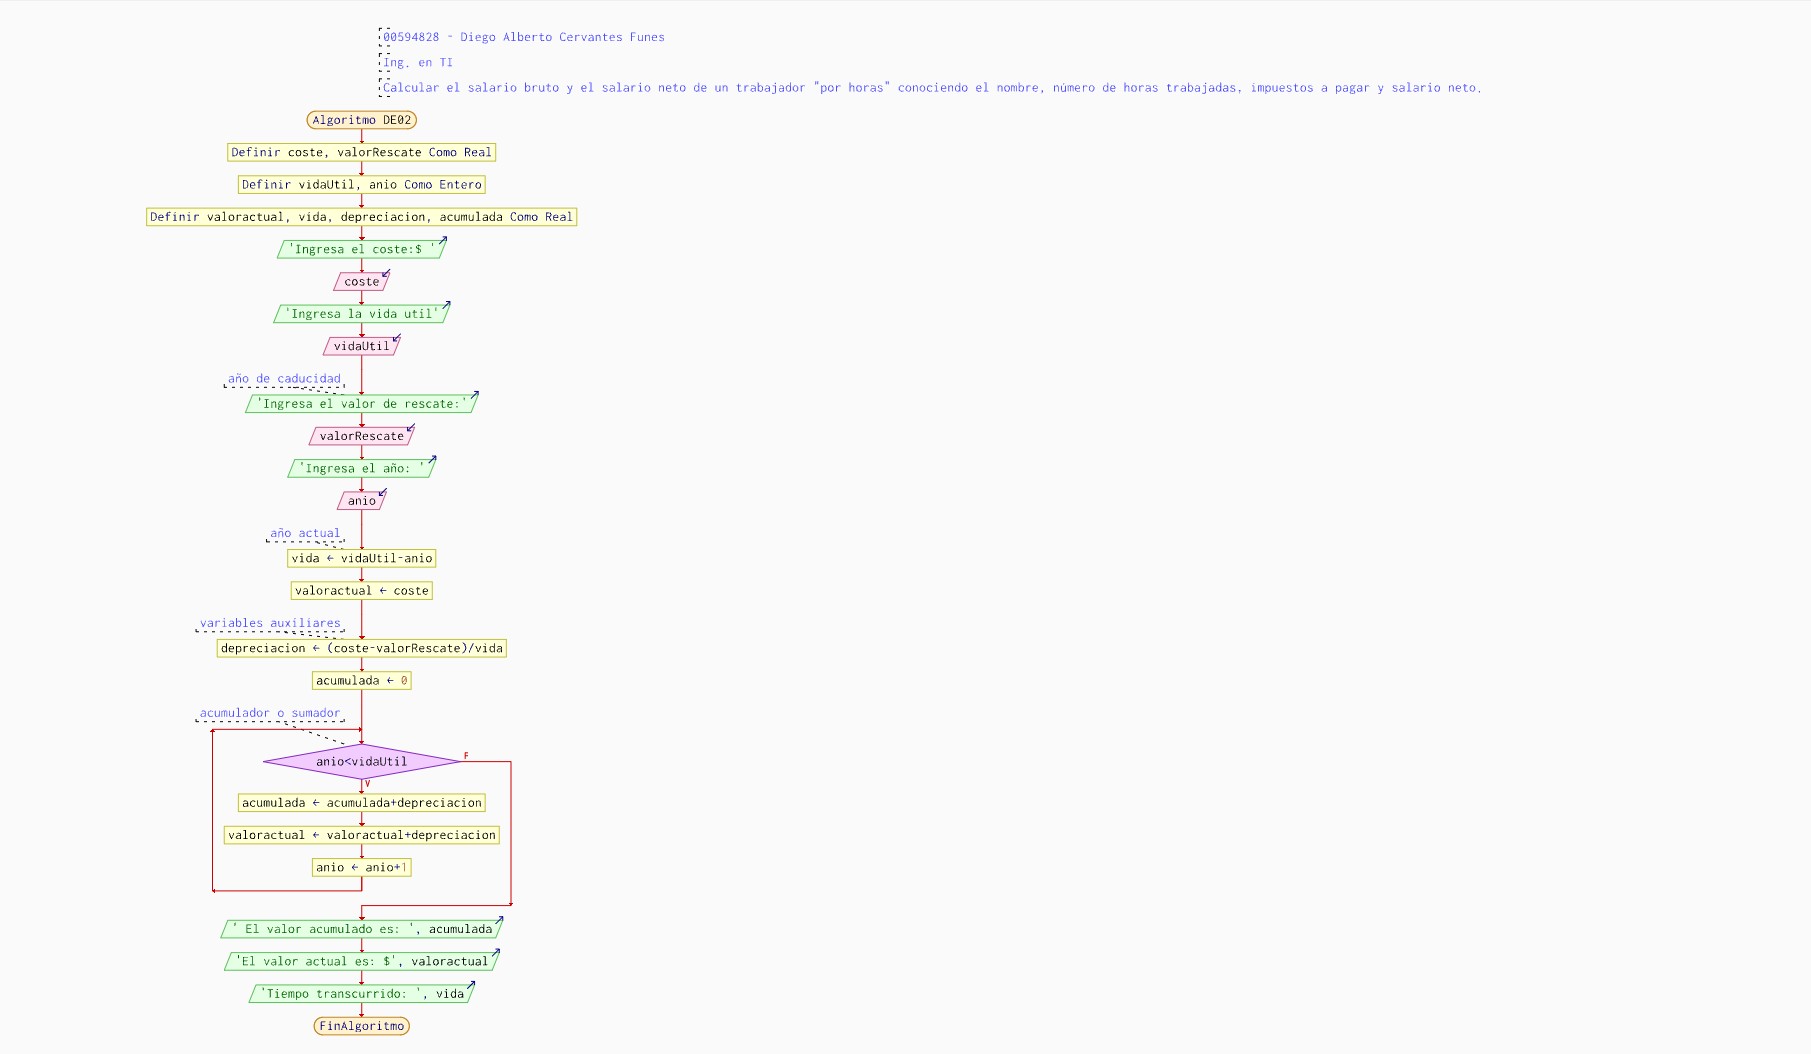 00594828 - Diego Alberto Cervantes Funes
Ing. en TI
Calcular el salario bruto y el salario neto de un trabajador "por horas" conociendo el nombre, número de horas trabajadas, impuestos a pagar y salario neto.
Algoritmo DE02
Definir coste, valorRescate Como Real
Definir vidaUtil, anio Como Entero
Definir valoractual, vida, depreciacion, acumulada Como Real
'Ingresa el coste:$ '
coste
'Ingresa la vida util'
vidaUtil
año de caducidad
'Ingresa el valor de rescate:'
valorRescate
'Ingresa el año: '
anio
año actual
vida ← vidaUtil-anio
valoractual ← coste
variables auxiliares
depreciacion ← (coste-valorRescate)/vida
acumulada ← 0
acumulador o sumador
anio<vidaUtil
F
V
acumulada ← acumulada+depreciacion
valoractual ← valoractual+depreciacion
anio ← anio+1
' El valor acumulado es: ', acumulada
'El valor actual es: $', valoractual
'Tiempo transcurrido: ', vida
FinAlgoritmo